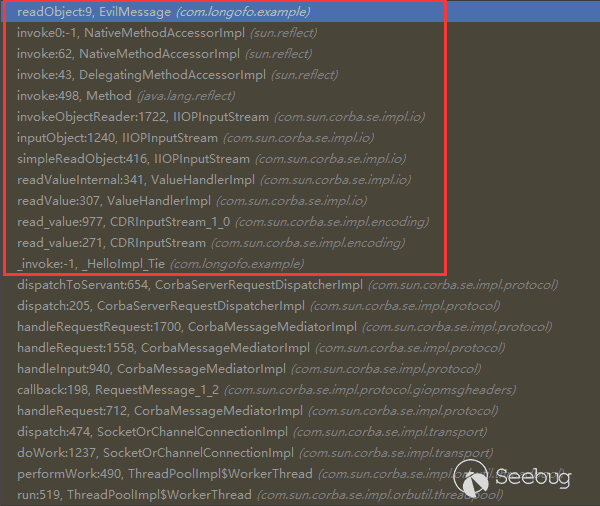 readObject:9, EvilMessage (com.longofo.example)
invoke0:-1, NativeMethodAccessorImpl (sun.reflect)
invoke:62, NativeMethodAccessorImpl (sun.reflect)
invoke:43, DelegatingMethodAccessorImpl (sun.reflect)
invoke:498, Method (java.lang.reflect)
invokeObjectReader:1722, IIOPInputStream (com.sun.corba.se.impl.io)
inputObject:1240, IIOPInputStream (com.sun.corba.se.impl.io)
simpleReadObject:416, IIOPInputStream (com.sun.corba.se.impl.io)
readValueInternal:341, ValueHandlerImpl (com.sun.corba.se.impl.io)
readValue:307, ValueHandlerImpl (com.sun.corba.se.impl.io)
read_value:977, CDRInputStream_1_0 (com.sun.corba.se.impl.encoding)
read_value:271, CDRInputStream (com.sun.corba.se.impl.encoding)
_invoke:-1, _HelloImpl_Tie (com.longofo.example)
dispatchToServant:654, CorbaServerRequestDispatcherImpl (com.sun.corba.se.impl.protocol)
dispatch:205, CorbaServerRequestDispatcherImpl (com.sun.corba.se.impl.protocol)
handleRequestRequest:1700, CorbaMessageMediatorImpl (com.sun.corba.se.impl.protocol)
handleRequest:1558, CorbaMessageMediatorImpl (com.sun.corba.se.impl.protocol)
handleInput:940, CorbaMessageMediatorImpl (com.sun.corba.se.impl.protocol)
callback:198, RequestMessage_1_2 (com.sun.corba.se.impl.protocol.giopmsgheaders)
handleRequest:712, CorbaMessageMediatorImpl (com.sun.corba.se.impl.protocol)
dispatch:474, SocketOrChannelConnectionImpl (com.sun.corba.se.impl.transport)
doWork:1237, SocketOrChannelConnectionImpl (com.sun.corba.se.impl.transport)
performWork:490, ThreadPoolImpl$WorkerThread (com.sun.corba.se.impl.orbutil.threadpool)
run:519, ThreadPoolImpl$WorkerThread (com.sun.corba.se.impl.orbutil.threadpool)
Seebug